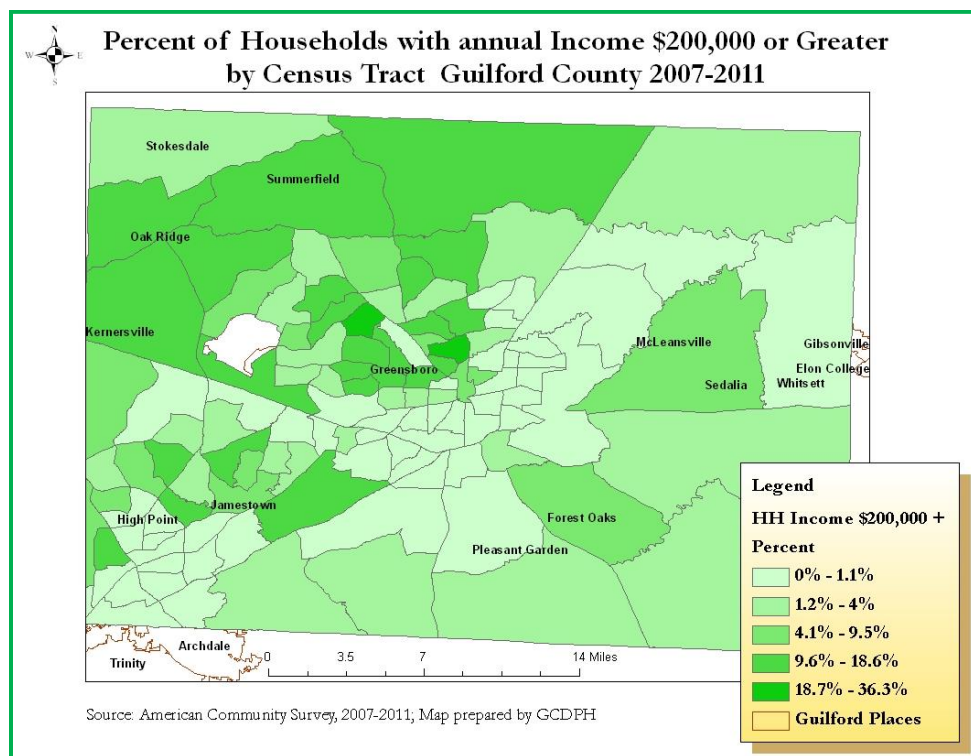 Percent of Households with annual Income $200,000 or Greater
by Census Tract Guilford County 2007-2011
N
W E
S
Stokesdale
Summerfield
Oak Ridge
Kernersville
McLeansville
Gibsonville
Greensboro
Elon College
Sedalia
Whitsett
Jamestown
High Point
Forest Oaks
Pleasant Garden
Archdale
Trinity
0 3.5 7 14 Miles
Legend
HH Income $200,000 +
Percent
0% - 1.1%
1.2% - 4%
4.1% - 9.5%
9.6% - 18.6%
18.7% - 36.3%
Guilford Places
Source: American Community Survey, 2007-2011; Map prepared by GCDPH